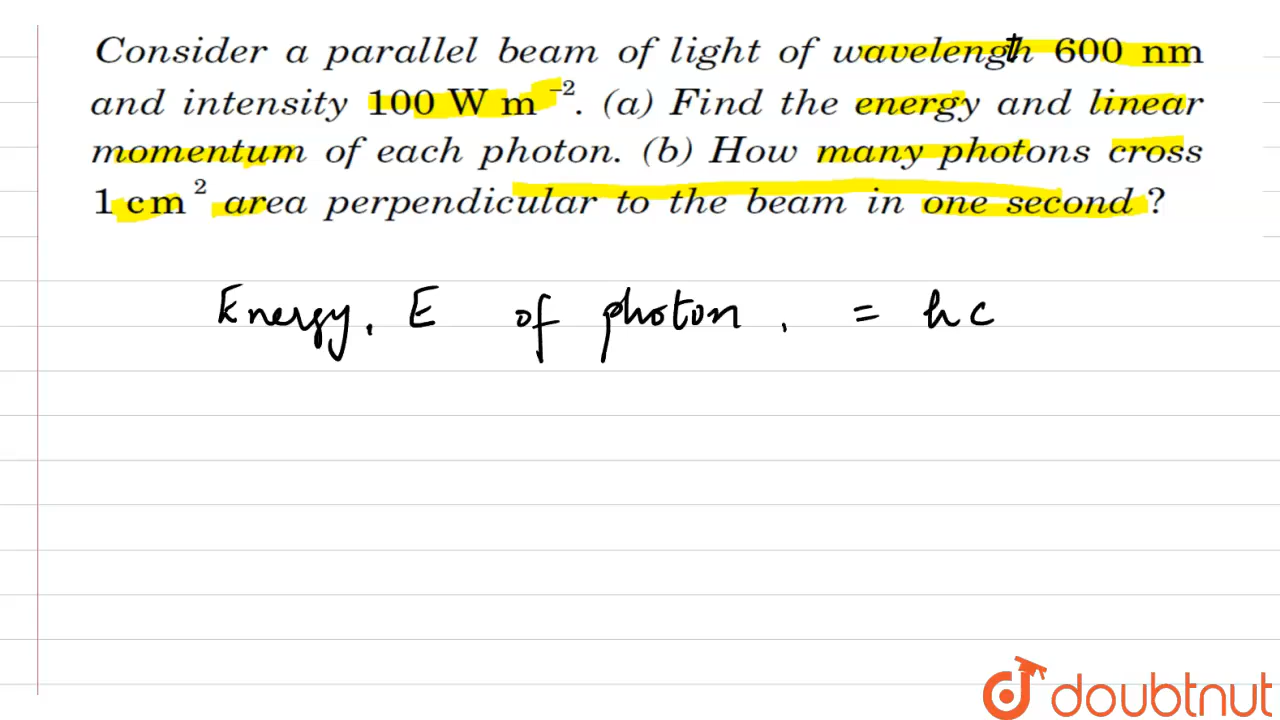 Consider a parallel beam of light of wavelength 600 nm
and intensity 100 W m⁻². (a) Find the energy and linear
momentum of each photon. (b) How many photons cross
1 cm² area perpendicular to the beam in one second ?
Energy, E of photon, = hc
doubtnut